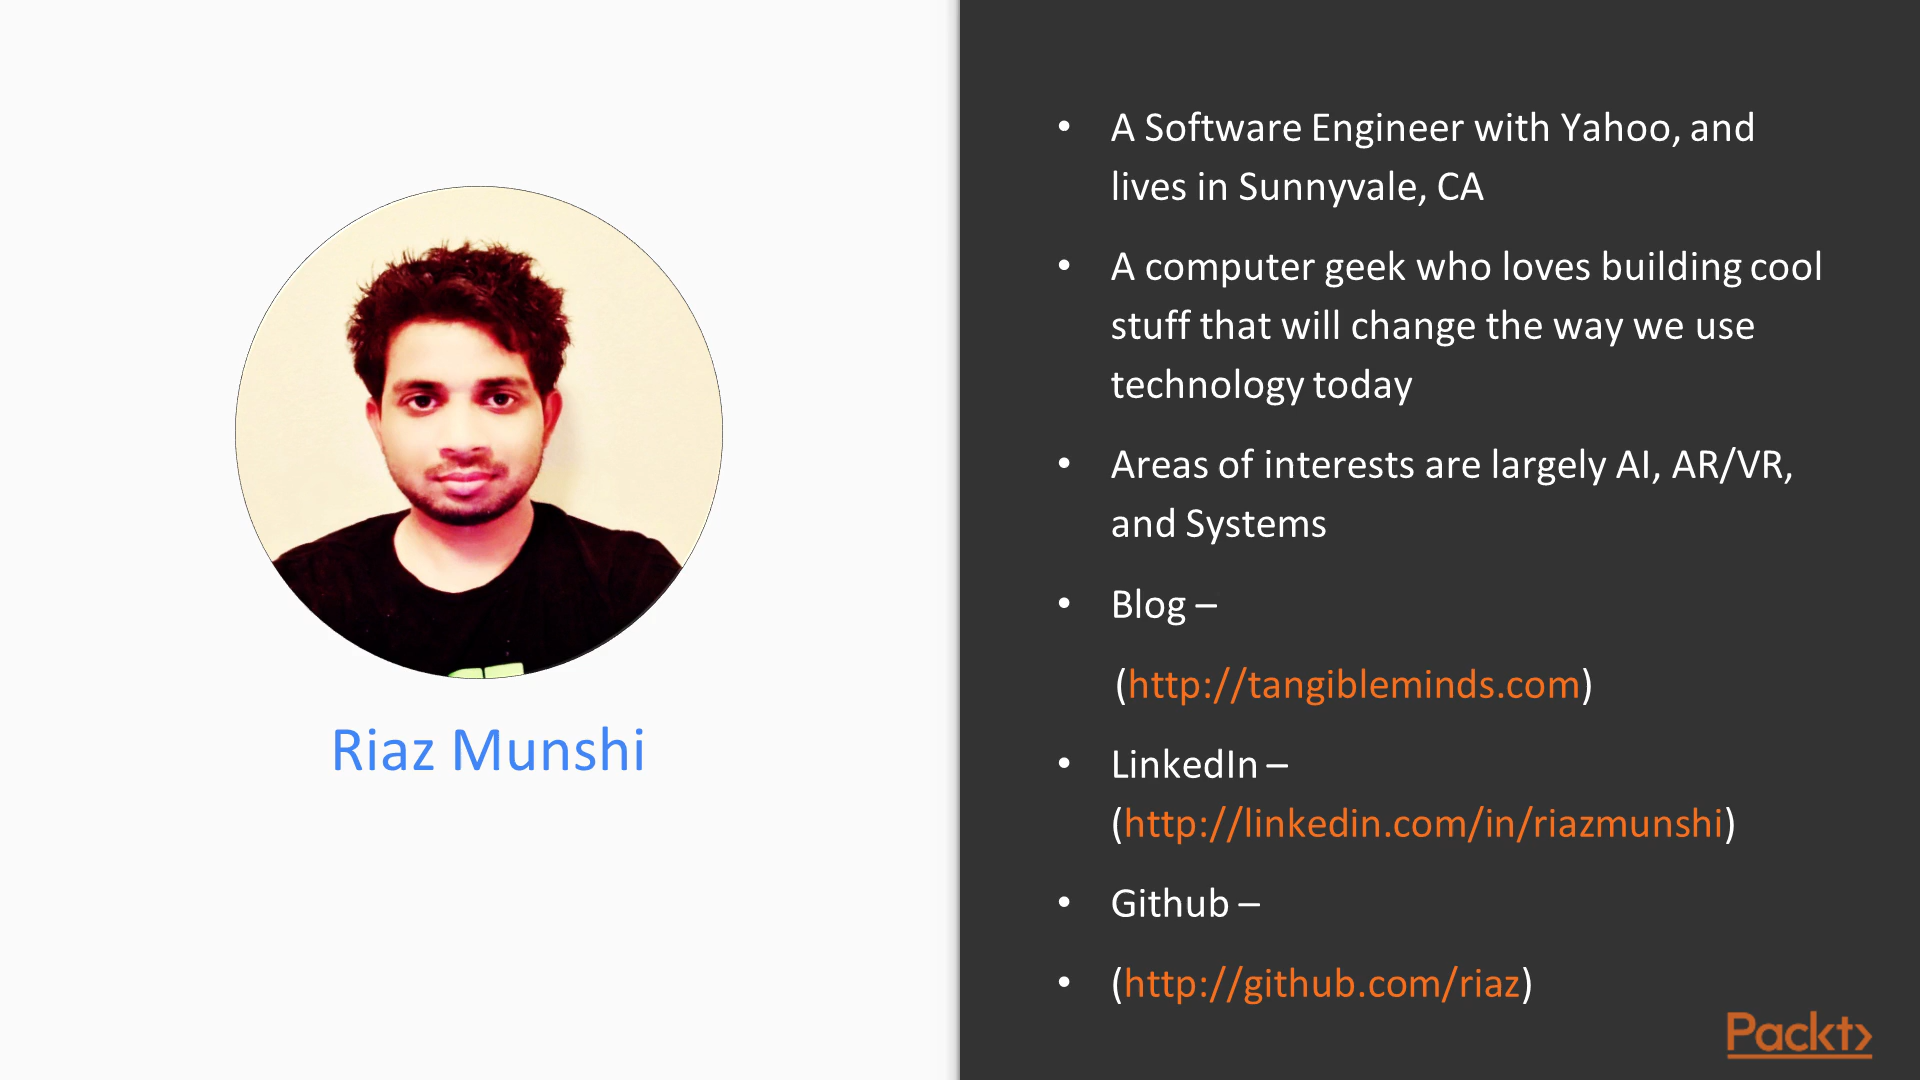 Riaz Munshi
• A Software Engineer with Yahoo, and
lives in Sunnyvale, CA
• A computer geek who loves building cool
stuff that will change the way we use
technology today
• Areas of interests are largely AI, AR/VR,
and Systems
• Blog –
(http://tangibleminds.com)
• LinkedIn –
(http://linkedin.com/in/riazmunshi)
• Github –
• (http://github.com/riaz)
Packt>